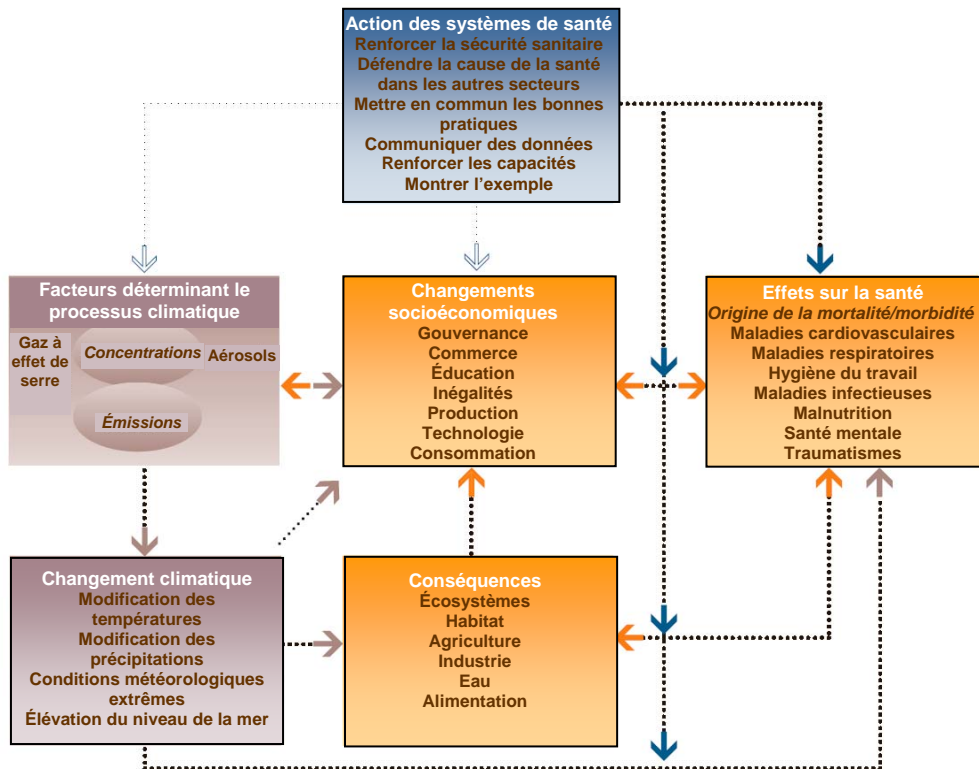 Action des systèmes de santé
Renforcer la sécurité sanitaire
Défendre la cause de la santé
dans les autres secteurs
Mettre en commun les bonnes
pratiques
Communiquer des données
Renforcer les capacités
Montrer l'exemple
Facteurs déterminant le
processus climatique
Gaz à
effet de
serre
Concentrations
Aérosols
Émissions
Changements
socioéconomiques
Gouvernance
Commerce
Éducation
Inégalités
Production
Technologie
Consommation
Effets sur la santé
Origine de la mortalité/morbidité
Maladies cardiovasculaires
Maladies respiratoires
Hygiène du travail
Maladies infectieuses
Malnutrition
Santé mentale
Traumatismes
Changement climatique
Modification des
températures
Modification des
précipitations
Conditions météorologiques
extrêmes
Élévation du niveau de la mer
Conséquences
Écosystèmes
Habitat
Agriculture
Industrie
Eau
Alimentation